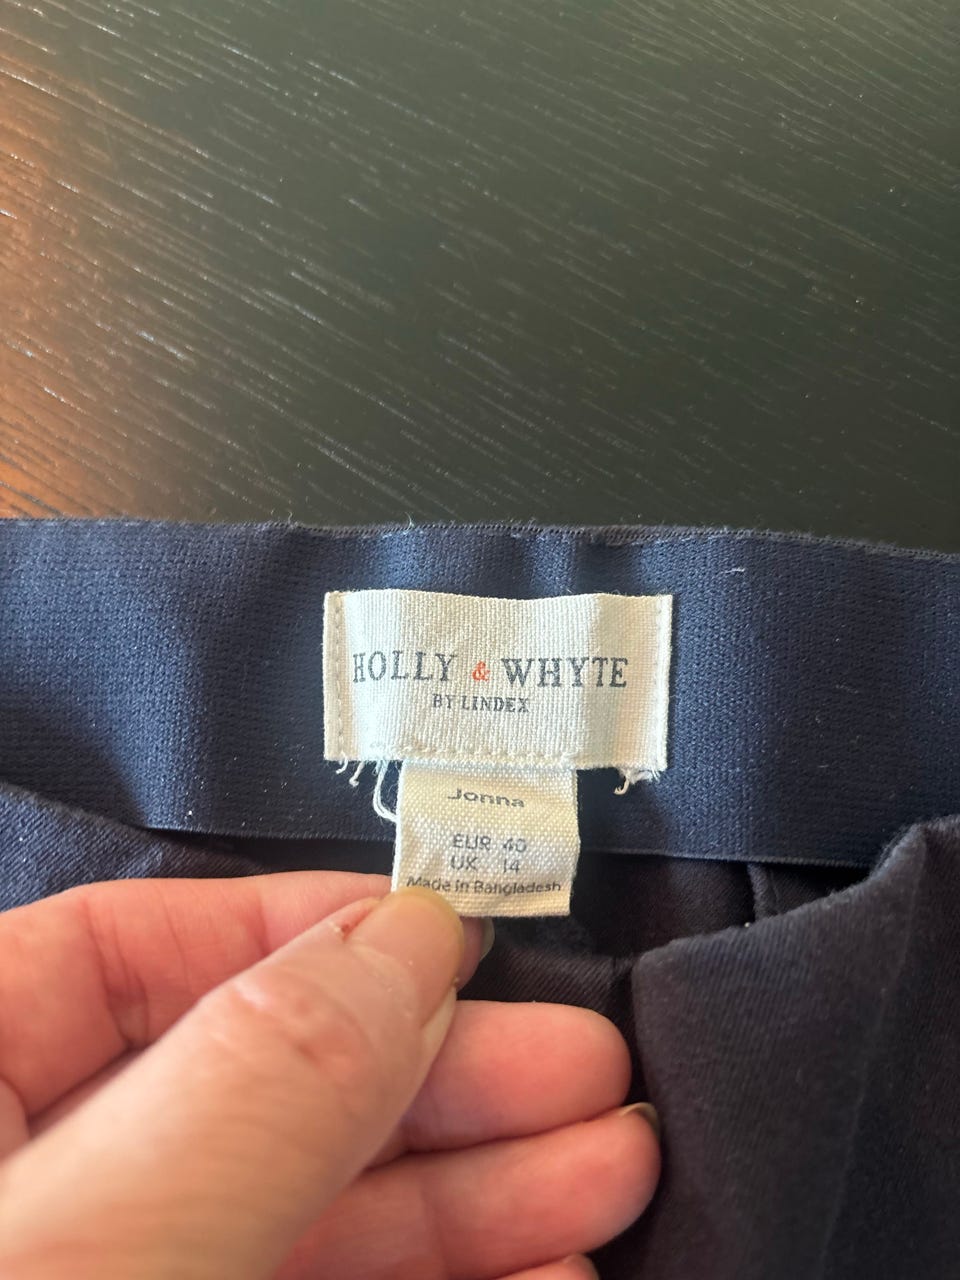 HOLLY & WHYTE
BY LINDEX
Jonna
EUR 40
UK 14
Made in Bangladesh